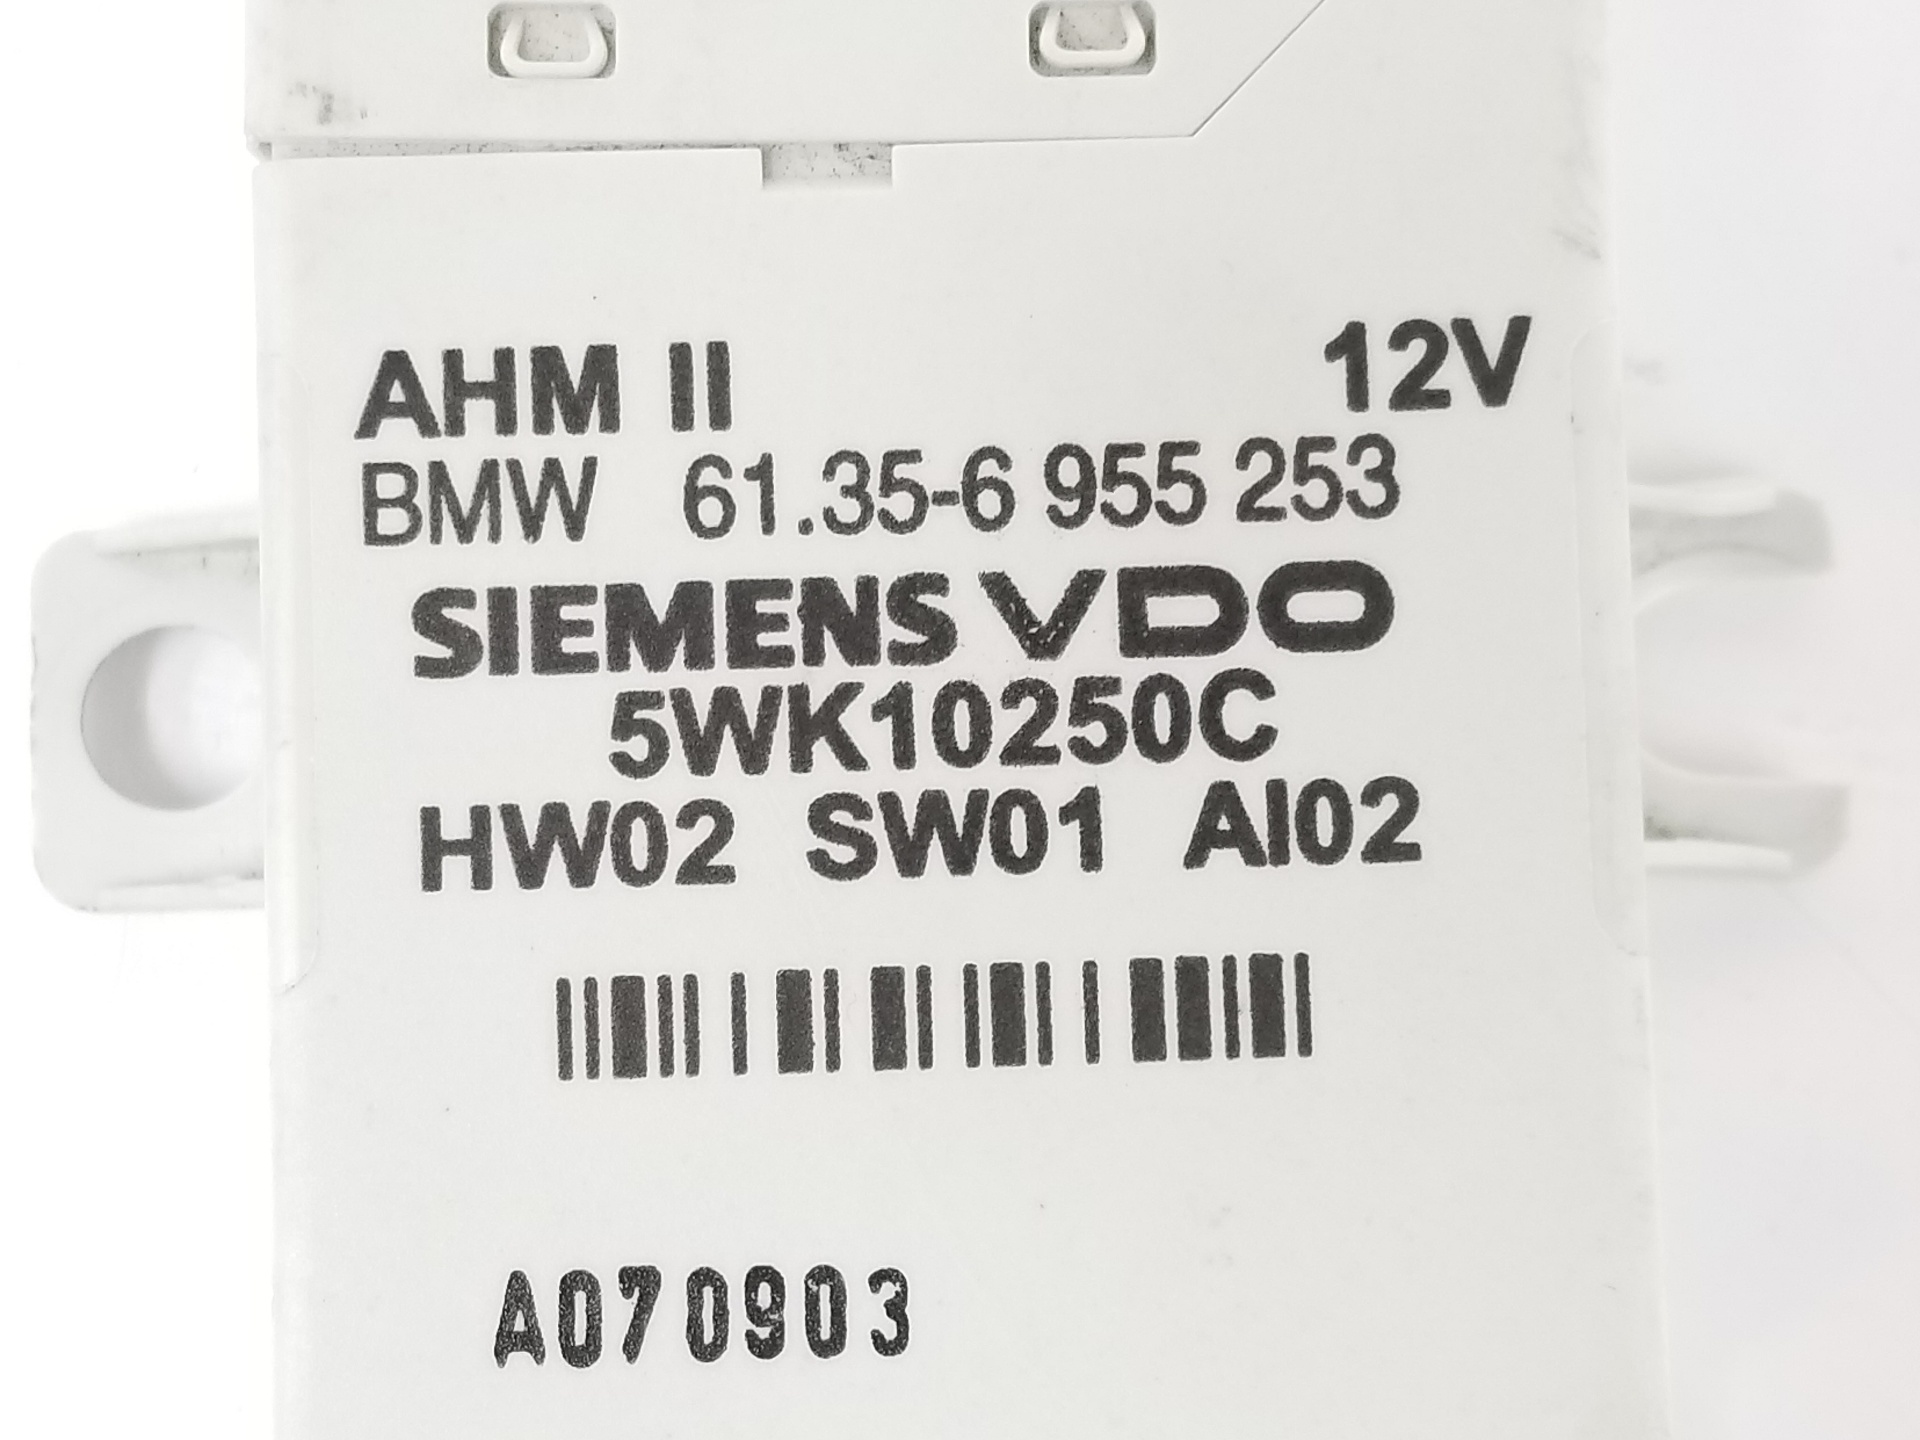 AHM II 12V
BMW 61.35-6 955 253
SIEMENS VDO
5WK10250C
HW02 SW01 AI02
A070903